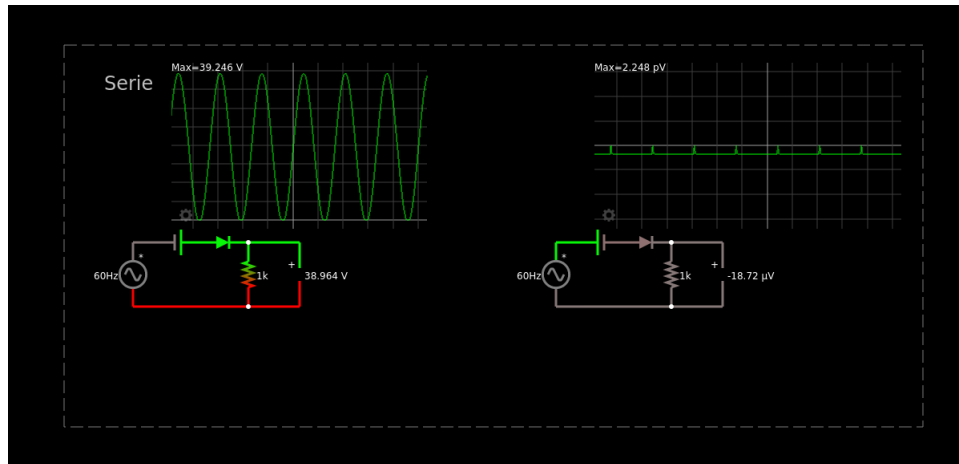 Max=39.246 V
Max=2.248 pV
Serie
60Hz
1k
+
38.964 V
60Hz
1k
+
-18.72 μV